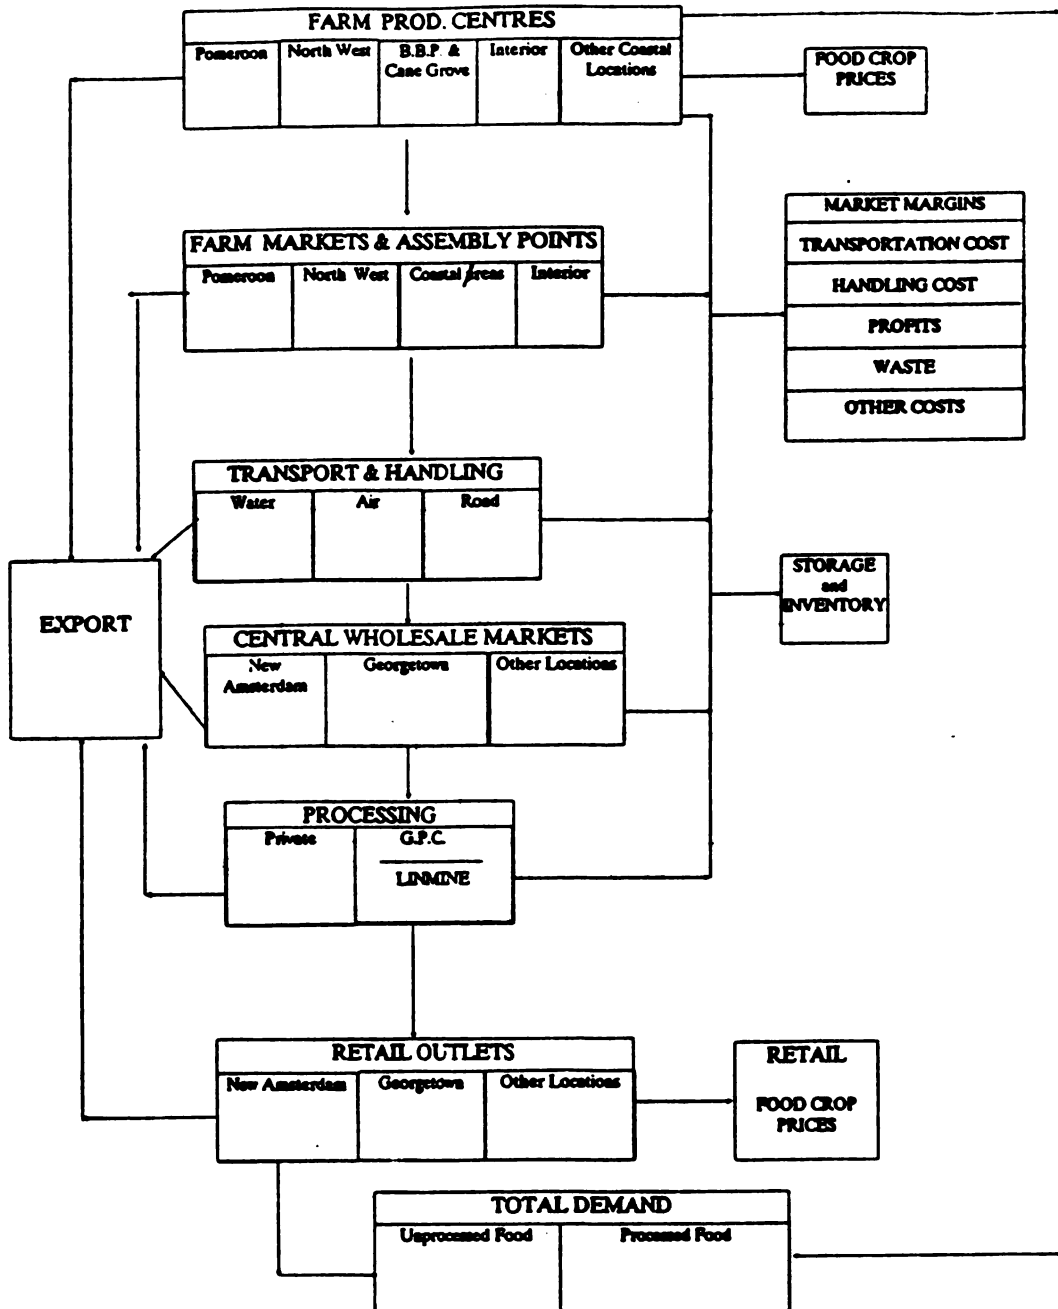 FARM PROD. CENTRES
Pomeroon
North West
B.B.P. &
Cane Grove
Interior
Other Coastal
Locations
FOOD CROP
PRICES
MARKET MARGINS
TRANSPORTATION COST
HANDLING COST
PROFITS
WASTE
OTHER COSTS
FARM MARKETS & ASSEMBLY POINTS
Pomeroon
North West
Coastal Areas
Interior
TRANSPORT & HANDLING
Water
Air
Road
EXPORT
STORAGE
and
INVENTORY
CENTRAL WHOLESALE MARKETS
New
Amsterdam
Georgetown
Other Locations
PROCESSING
Private
G.P.C.
LINMINE
RETAIL OUTLETS
New Amsterdam
Georgetown
Other Locations
RETAIL
FOOD CROP
PRICES
TOTAL DEMAND
Unprocessed Food
Processed Food